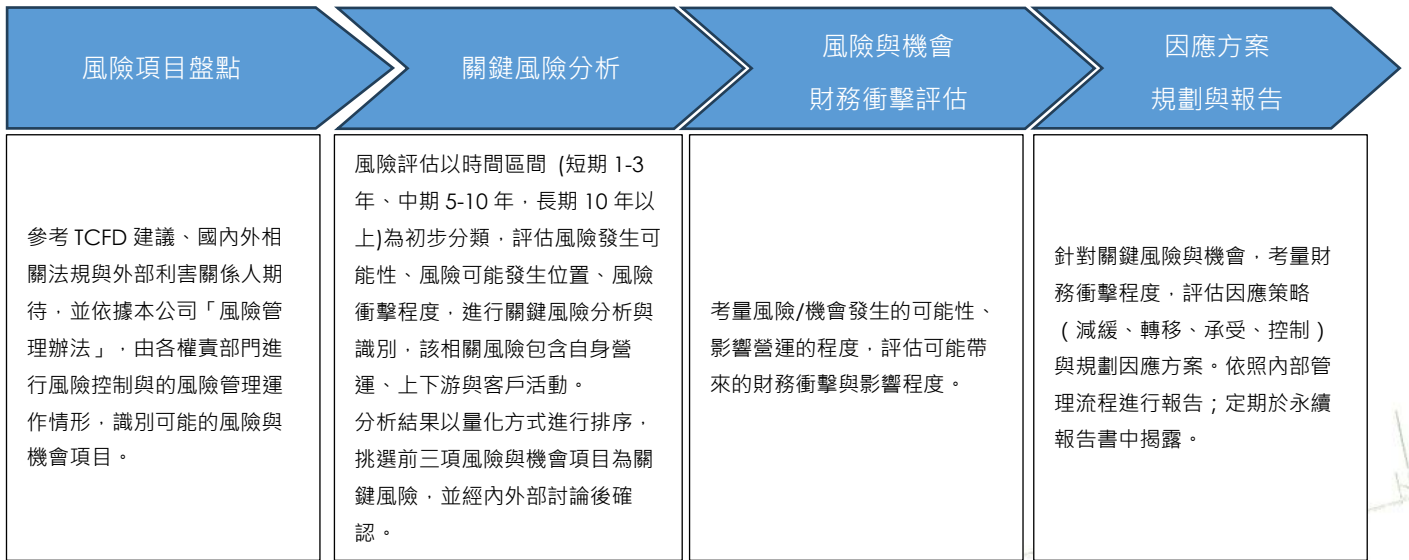 風險項目盤點
關鍵風險分析
風險與機會
財務衝擊評估
因應方案
規劃與報告
參考 TCFD 建議、國內外相
關法規與外部利害關係人期
待，並依據本公司「風險管
理辦法」，由各權責部門進
行風險控制與的風險管理運
作情形，識別可能的風險與
機會項目。
風險評估以時間區間 (短期 1-3
年、中期 5-10 年，長期 10 年以
上)為初步分類，評估風險發生可
能性、風險可能發生位置、風險
衝擊程度，進行關鍵風險分析與
識別，該相關風險包含自身營
運、上下游與客戶活動。
分析結果以量化方式進行排序，
挑選前三項風險與機會項目為關
鍵風險，並經內外部討論後確
認。
考量風險/機會發生的可能性、
影響營運的程度，評估可能帶
來的財務衝擊與影響程度。
針對關鍵風險與機會，考量財
務衝擊程度，評估因應策略
（減緩、轉移、承受、控制）
與規劃因應方案。依照內部管
理流程進行報告；定期於永續
報告書中揭露。